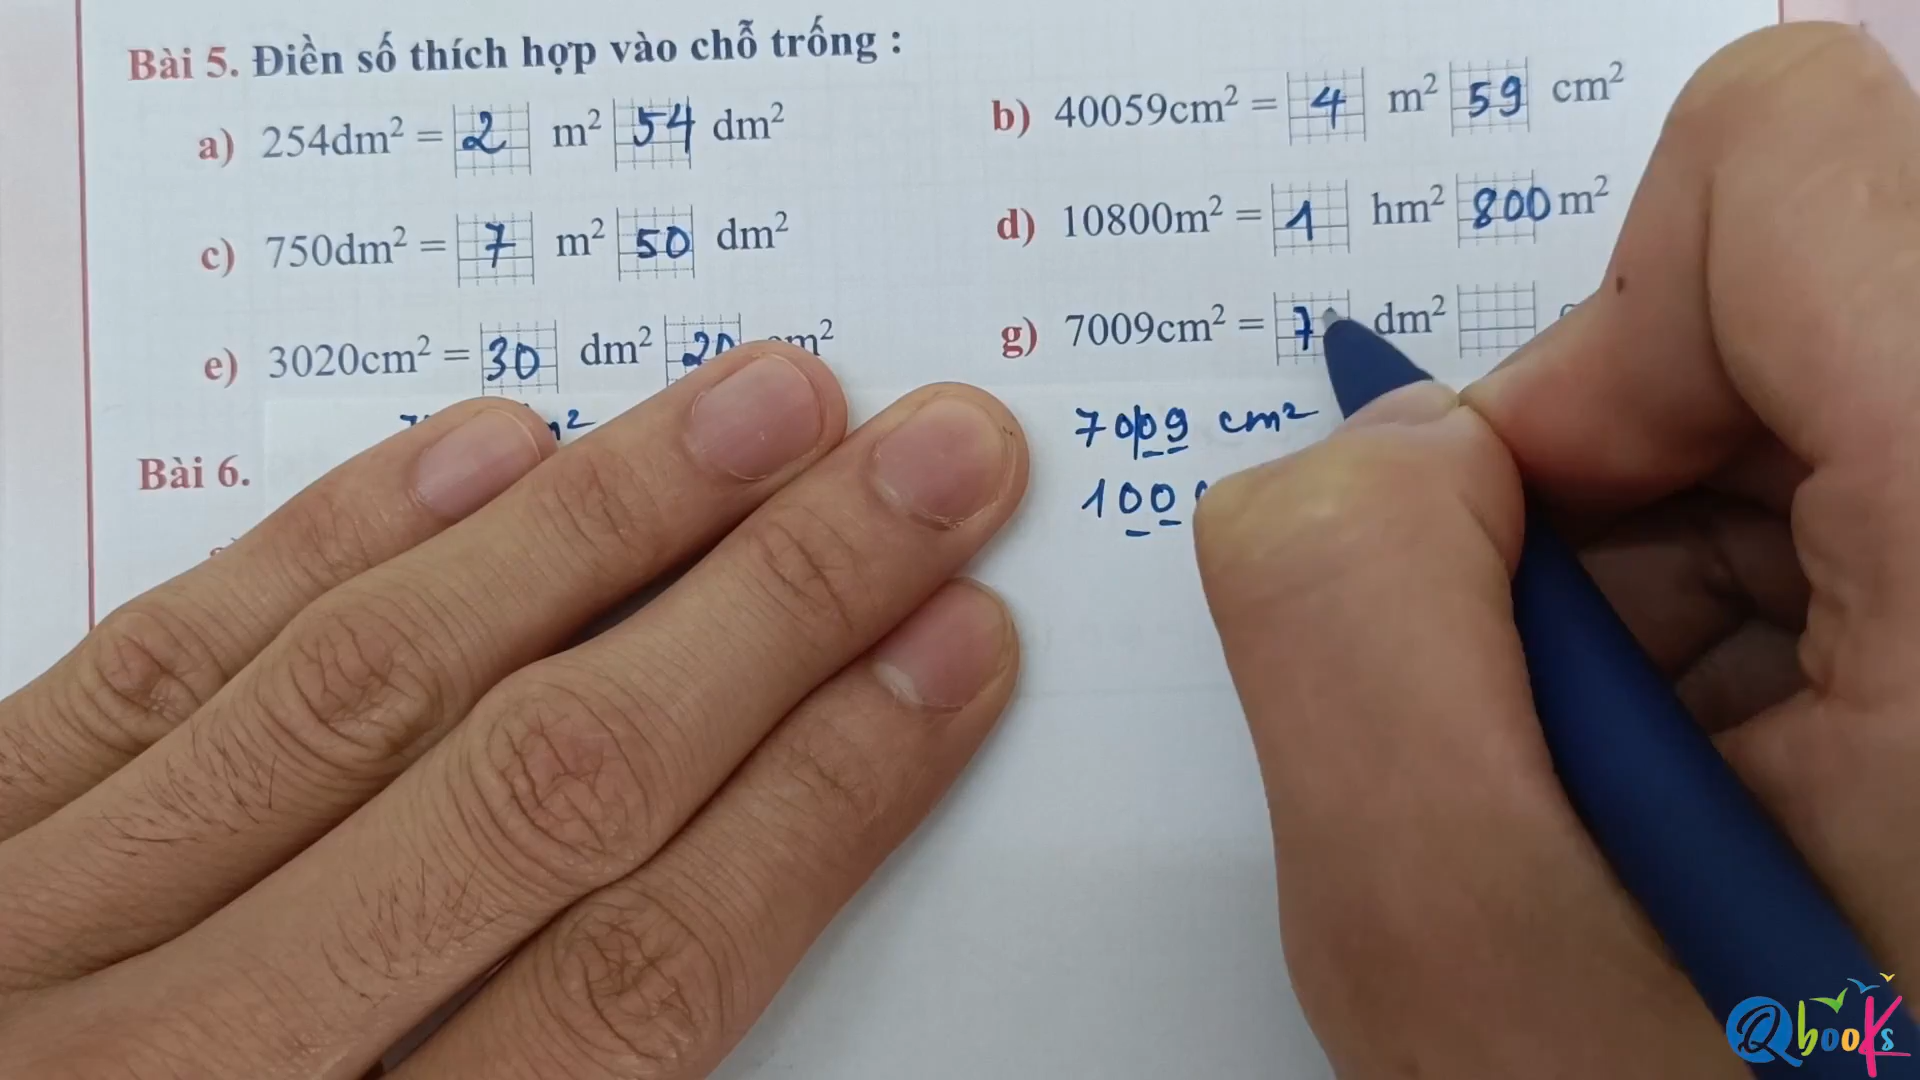 Bài 5. Điền số thích hợp vào chỗ trống :
a) 254dm² = 2 m² 54 dm²
b) 40059cm² = 4 m² 59 cm²
c) 750dm² = 7 m² 50 dm²
d) 10800m² = 1 hm² 800 m²
e) 3020cm² = 30 dm² 20 cm²
g) 7009cm² = 7 dm²
7009 cm²
100
Bài 6.
Qbooks